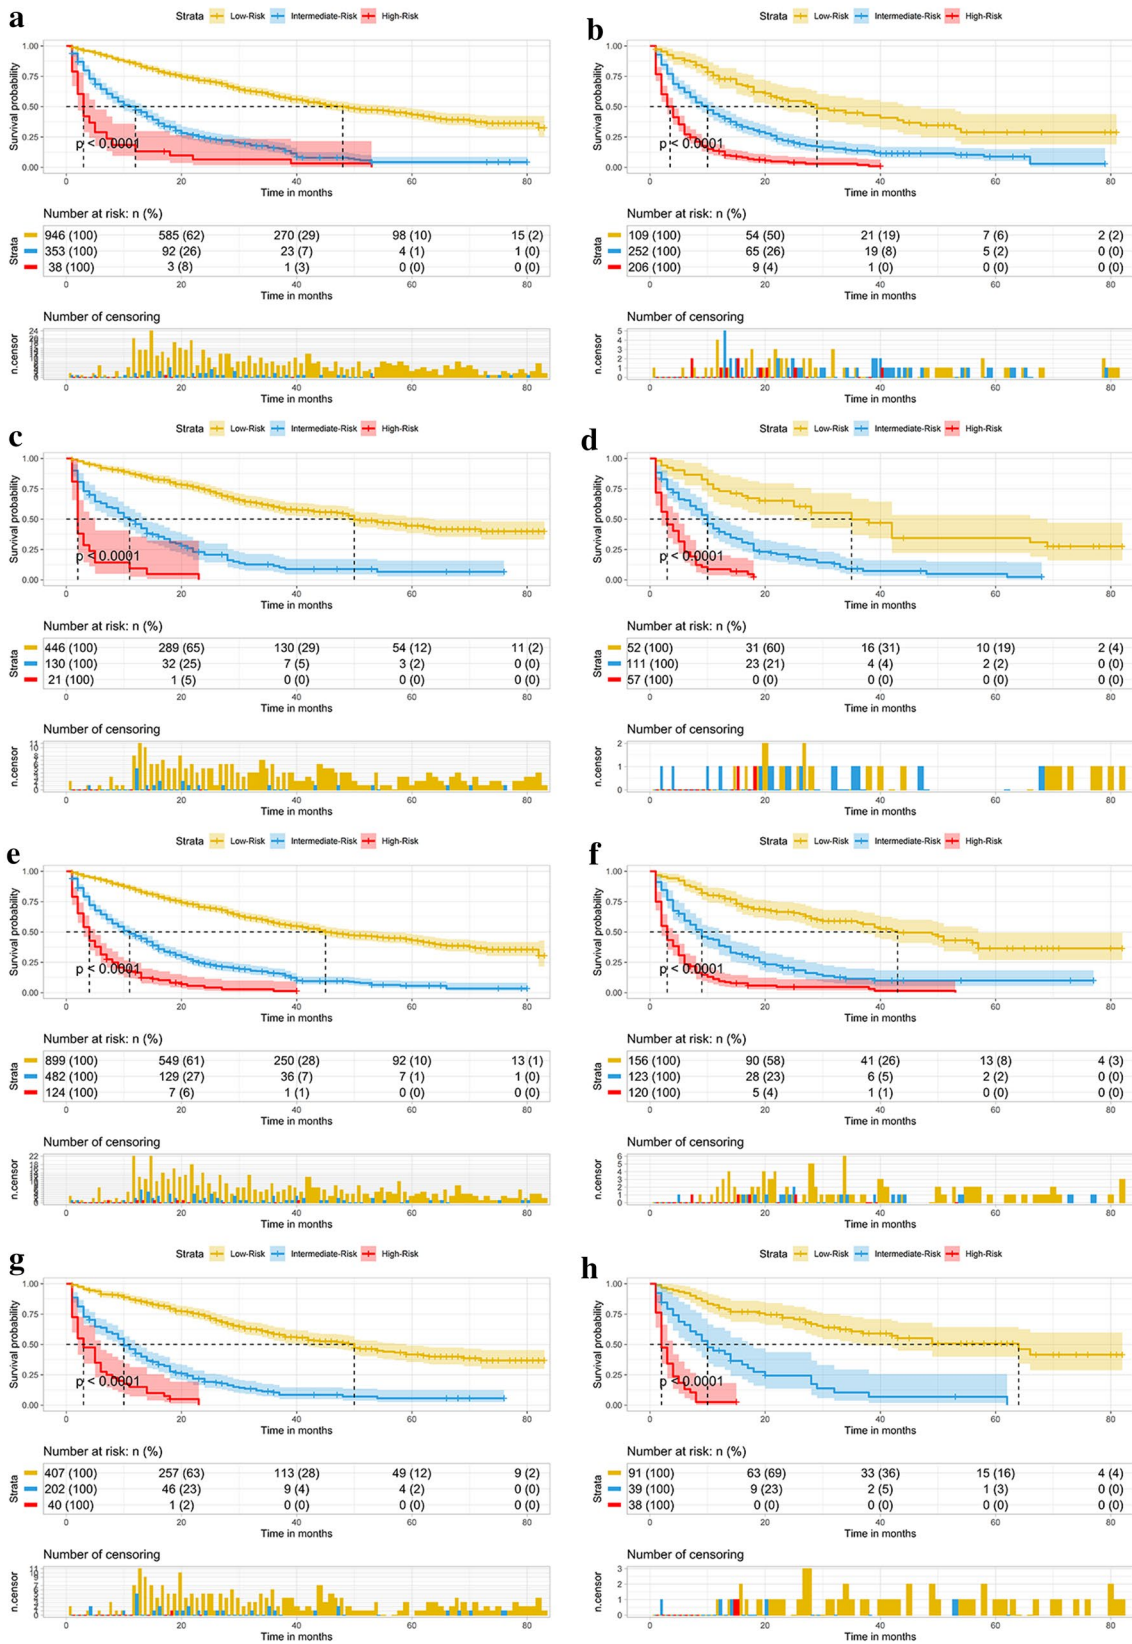 a
Strata Low-Risk Intermediate-Risk High-Risk
Survival probability
1.00
0.75
0.50
0.25
0.00
p < 0.0001
0 20 40 60 80
Time in months
Number at risk: n (%)
Strata
946 (100) 585 (62) 270 (29) 98 (10) 15 (2)
353 (100) 92 (26) 23 (7) 4 (1) 1 (0)
38 (100) 3 (8) 1 (3) 0 (0) 0 (0)
0 20 40 60 80
Time in months
Number of censoring
n.censor
24
0 20 40 60 80
Time in months
b
Strata Low-Risk Intermediate-Risk High-Risk
Survival probability
1.00
0.75
0.50
0.25
0.00
p < 0.0001
0 20 40 60 80
Time in months
Number at risk: n (%)
Strata
109 (100) 54 (50) 21 (19) 7 (6) 2 (2)
252 (100) 65 (26) 19 (8) 5 (2) 0 (0)
206 (100) 9 (4) 1 (0) 0 (0) 0 (0)
0 20 40 60 80
Time in months
Number of censoring
n.censor
5
4
3
2
1
0
0 20 40 60 80
Time in months
c
Strata Low-Risk Intermediate-Risk High-Risk
Survival probability
1.00
0.75
0.50
0.25
0.00
p < 0.0001
0 20 40 60 80
Time in months
Number at risk: n (%)
Strata
446 (100) 289 (65) 130 (29) 54 (12) 11 (2)
130 (100) 32 (25) 7 (5) 3 (2) 0 (0)
21 (100) 1 (5) 0 (0) 0 (0) 0 (0)
0 20 40 60 80
Time in months
Number of censoring
n.censor
11
0 20 40 60 80
Time in months
d
Strata Low-Risk Intermediate-Risk High-Risk
Survival probability
1.00
0.75
0.50
0.25
0.00
p < 0.0001
0 20 40 60 80
Time in months
Number at risk: n (%)
Strata
52 (100) 31 (60) 16 (31) 10 (19) 2 (4)
111 (100) 23 (21) 4 (4) 2 (2) 0 (0)
57 (100) 0 (0) 0 (0) 0 (0) 0 (0)
0 20 40 60 80
Time in months
Number of censoring
n.censor
2
1
0
0 20 40 60 80
Time in months
e
Strata Low-Risk Intermediate-Risk High-Risk
Survival probability
1.00
0.75
0.50
0.25
0.00
p < 0.0001
0 20 40 60 80
Time in months
Number at risk: n (%)
Strata
899 (100) 549 (61) 250 (28) 92 (10) 13 (1)
482 (100) 129 (27) 36 (7) 7 (1) 1 (0)
124 (100) 7 (6) 1 (1) 0 (0) 0 (0)
0 20 40 60 80
Time in months
Number of censoring
n.censor
22
0 20 40 60 80
Time in months
f
Strata Low-Risk Intermediate-Risk High-Risk
Survival probability
1.00
0.75
0.50
0.25
0.00
p < 0.0001
0 20 40 60 80
Time in months
Number at risk: n (%)
Strata
156 (100) 90 (58) 41 (26) 13 (8) 4 (3)
123 (100) 28 (23) 6 (5) 2 (2) 0 (0)
120 (100) 5 (4) 1 (1) 0 (0) 0 (0)
0 20 40 60 80
Time in months
Number of censoring
n.censor
6
5
4
3
2
1
0
0 20 40 60 80
Time in months
g
Strata Low-Risk Intermediate-Risk High-Risk
Survival probability
1.00
0.75
0.50
0.25
0.00
p < 0.0001
0 20 40 60 80
Time in months
Number at risk: n (%)
Strata
407 (100) 257 (63) 113 (28) 49 (12) 9 (2)
202 (100) 46 (23) 9 (4) 4 (2) 0 (0)
40 (100) 1 (2) 0 (0) 0 (0) 0 (0)
0 20 40 60 80
Time in months
Number of censoring
n.censor
11
0 20 40 60 80
Time in months
h
Strata Low-Risk Intermediate-Risk High-Risk
Survival probability
1.00
0.75
0.50
0.25
0.00
p < 0.0001
0 20 40 60 80
Time in months
Number at risk: n (%)
Strata
91 (100) 63 (69) 33 (36) 15 (16) 4 (4)
39 (100) 9 (23) 2 (5) 1 (3) 0 (0)
38 (100) 0 (0) 0 (0) 0 (0) 0 (0)
0 20 40 60 80
Time in months
Number of censoring
n.censor
3
2
1
0
0 20 40 60 80
Time in months